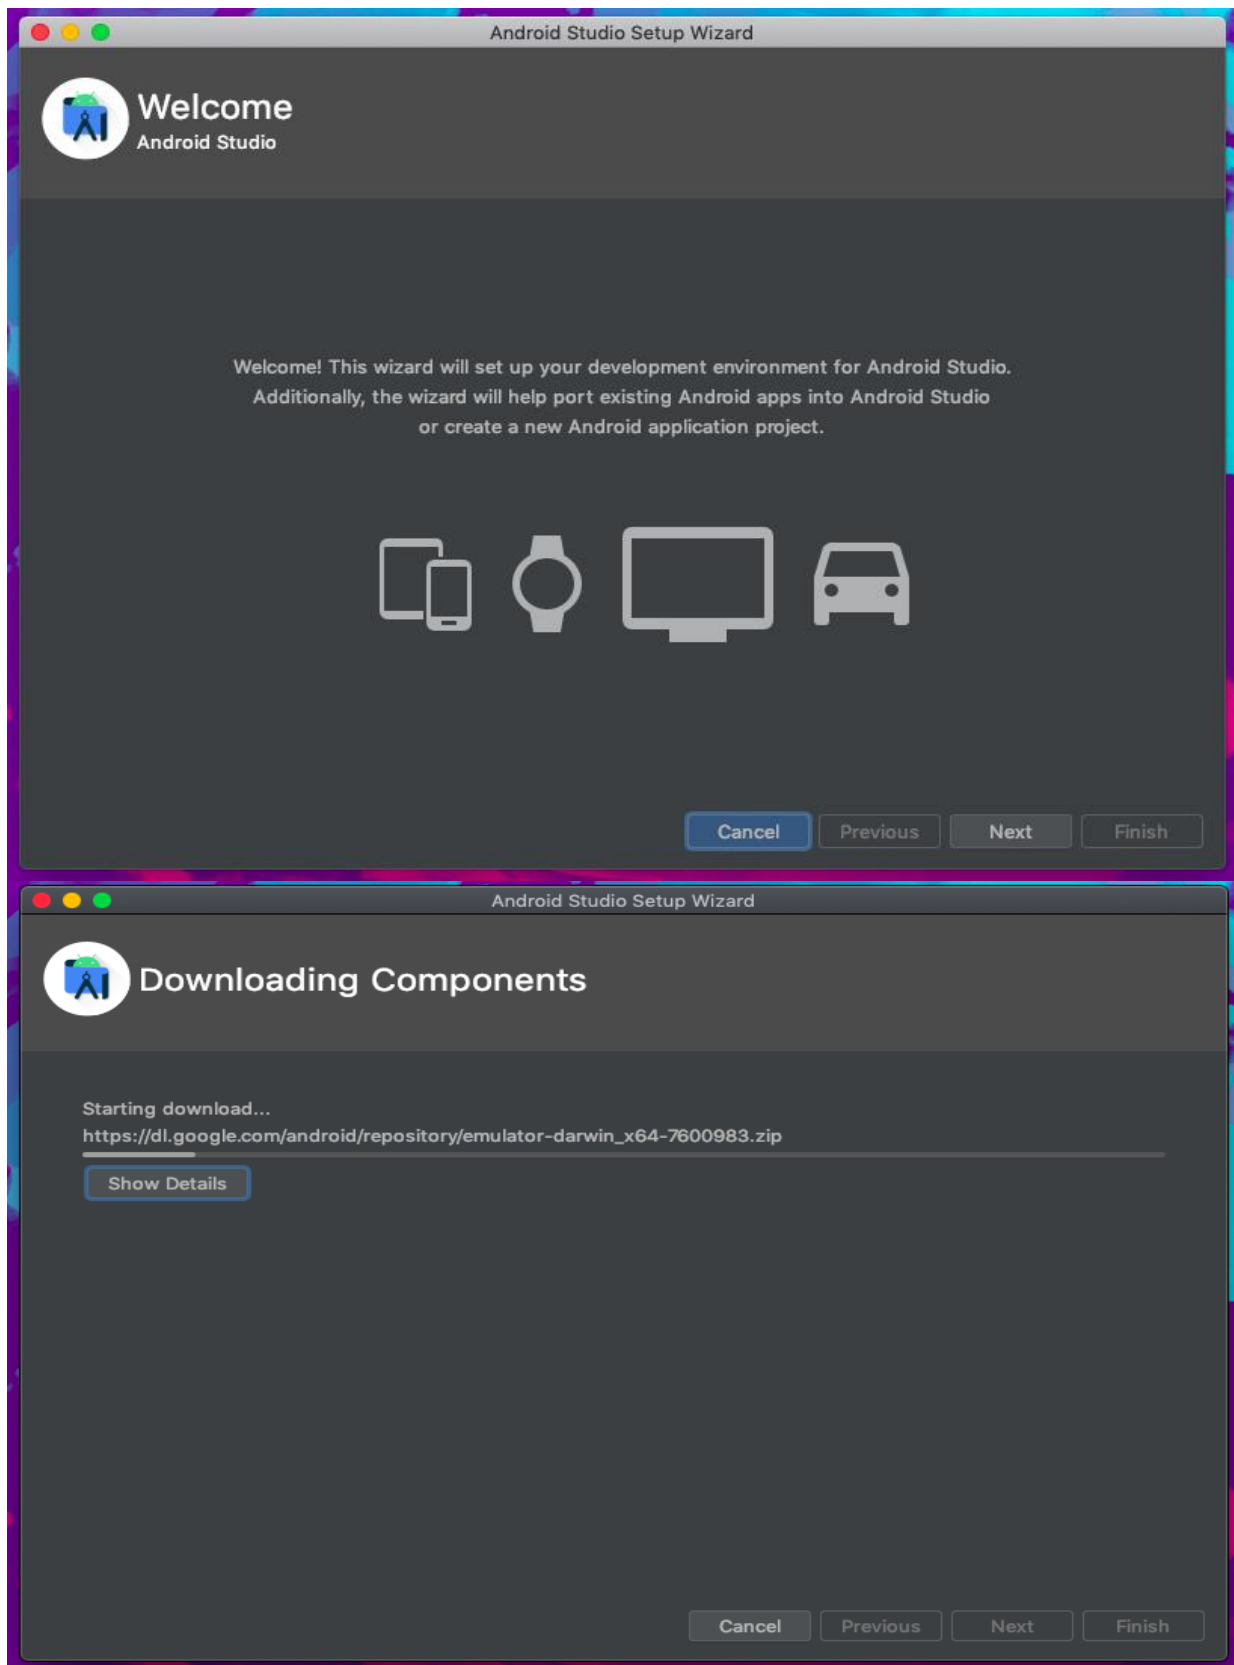 Android Studio Setup Wizard
Welcome
Android Studio
Welcome! This wizard will set up your development environment for Android Studio.
Additionally, the wizard will help port existing Android apps into Android Studio
or create a new Android application project.
Cancel Previous Next Finish
Android Studio Setup Wizard
Downloading Components
Starting download...
https://dl.google.com/android/repository/emulator-darwin_x64-7600983.zip
Show Details
Cancel Previous Next Finish